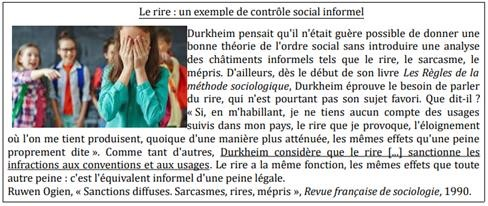 Le rire : un exemple de contrôle social informel
Durkheim pensait qu'il n'était guère possible de donner une
bonne théorie de l'ordre social sans introduire une analyse
des châtiments informels tels que le rire, le sarcasme, le
mépris. D'ailleurs, dès le début de son livre Les Règles de la
méthode sociologique, Durkheim éprouve le besoin de parler
du rire, qui n'est pourtant pas son sujet favori. Que dit-il ?
« Si, en m'habillant, je ne tiens aucun compte des usages
suivis dans mon pays, le rire que je provoque, l'éloignement
où l'on me tient produisent, quoique d'une manière plus atténuée, les mêmes effets qu'une peine
proprement dite ». Comme tant d'autres, Durkheim considère que le rire [...] sanctionne les
infractions aux conventions et aux usages. Le rire a la même fonction, les mêmes effets que toute
autre peine : c'est l'équivalent informel d'une peine légale.
Ruwen Ogien, « Sanctions diffuses. Sarcasmes, rires, mépris », Revue française de sociologie, 1990.